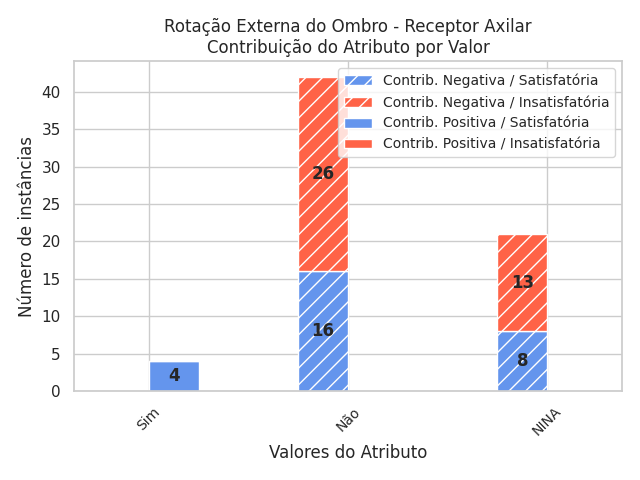 Rotação Externa do Ombro - Receptor Axilar
Contribuição do Atributo por Valor
Contrib. Negativa / Satisfatória
Contrib. Negativa / Insatisfatória
Contrib. Positiva / Satisfatória
Contrib. Positiva / Insatisfatória
Número de instâncias
40
35
30
25
20
15
10
5
0
26
16
13
8
4
Sim
Não
NINA
Valores do Atributo